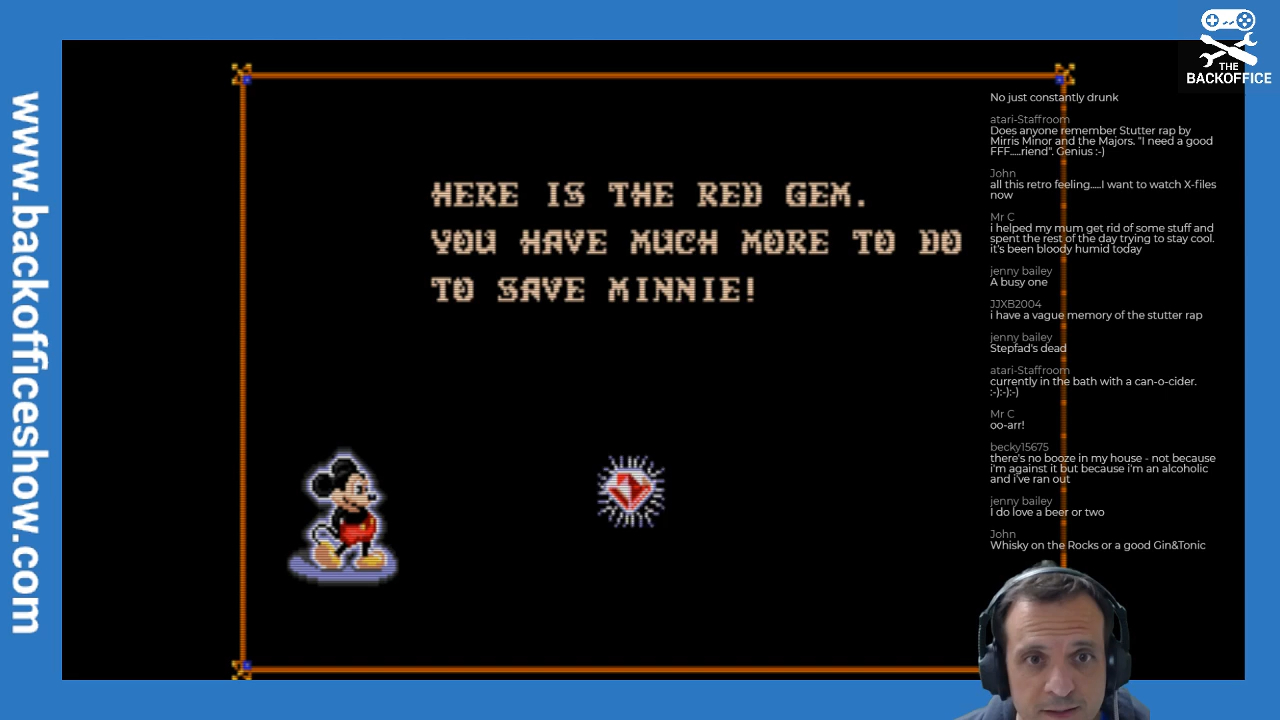 www.backofficeshow.com
THE
BACKOFFICE
HERE IS THE RED GEM.
YOU HAVE MUCH MORE TO DO
TO SAVE MINNIE!
No just constantly drunk
atari-Staffroom
Does anyone remember Stutter rap by
Mirris Minor and the Majors. "I need a good
FFF.....riend". Genius :-)
John
all this retro feeling.....I want to watch X-files
now
Mr C
i helped my mum get rid of some stuff and
spent the rest of the day trying to stay cool.
it's been bloody humid today
jenny bailey
A busy one
JJXB2004
i have a vague memory of the stutter rap
jenny bailey
Stepfad's dead
atari-Staffroom
currently in the bath with a can-o-cider.
:-):-):-)
Mr C
oo-arr!
becky15675
there's no booze in my house - not because
i'm against it but because i'm an alcoholic
and i've ran out
jenny bailey
I do love a beer or two
John
Whisky on the Rocks or a good Gin&Tonic